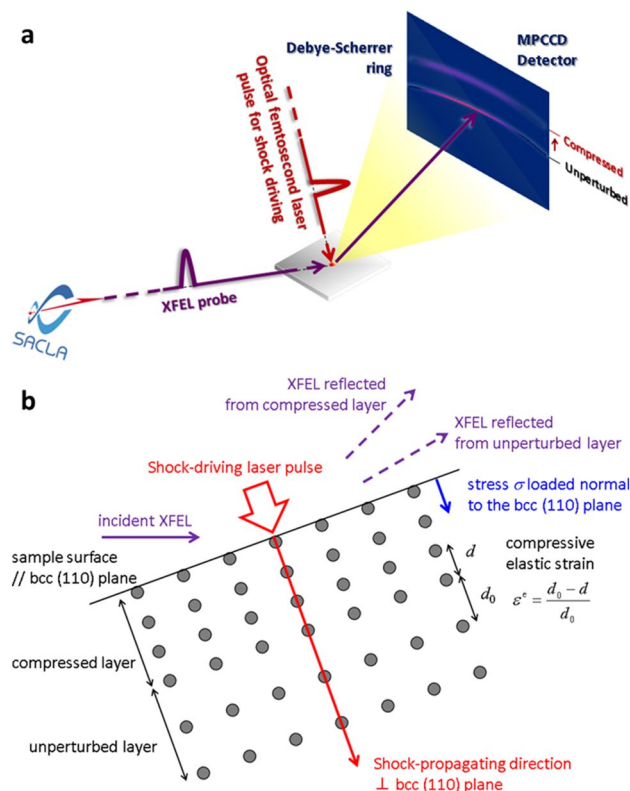 a
Debye-Scherrer
ring
MPCCD
Detector
Optical femtosecond laser
pulse for shock driving
Compressed
Unperturbed
XFEL probe
SACLA
b
XFEL reflected
from compressed layer
XFEL reflected
from unperturbed layer
Shock-driving laser pulse
stress σ loaded normal
to the bcc (110) plane
incident XFEL
sample surface
// bcc (110) plane
d
compressive
elastic strain
d₀
εᵉ = (d₀ − d) / d₀
compressed layer
unperturbed layer
Shock-propagating direction
⊥ bcc (110) plane